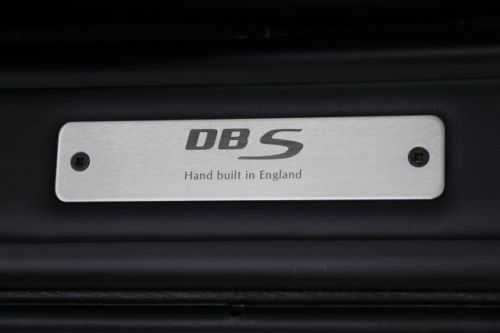 DBS
Hand built in England